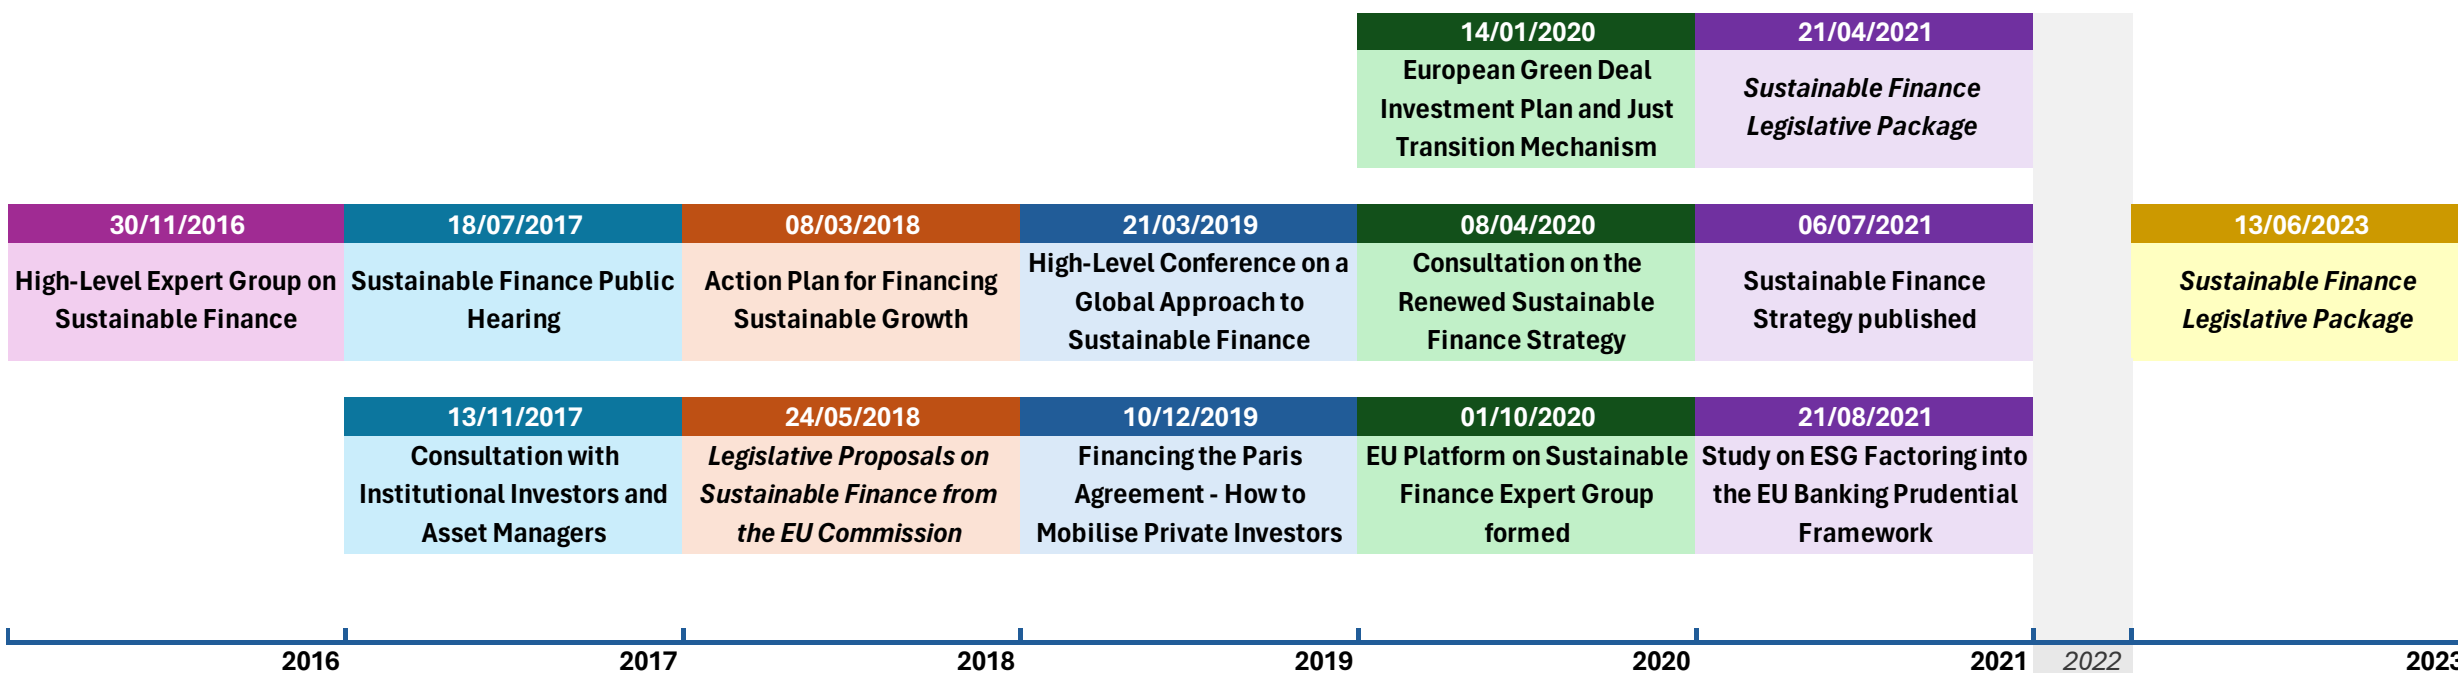 14/01/2020
European Green Deal
Investment Plan and Just
Transition Mechanism
21/04/2021
Sustainable Finance
Legislative Package
30/11/2016
High-Level Expert Group on
Sustainable Finance
18/07/2017
Sustainable Finance Public
Hearing
08/03/2018
Action Plan for Financing
Sustainable Growth
21/03/2019
High-Level Conference on a
Global Approach to
Sustainable Finance
08/04/2020
Consultation on the
Renewed Sustainable
Finance Strategy
06/07/2021
Sustainable Finance
Strategy published
13/06/2023
Sustainable Finance
Legislative Package
13/11/2017
Consultation with
Institutional Investors and
Asset Managers
24/05/2018
Legislative Proposals on
Sustainable Finance from
the EU Commission
10/12/2019
Financing the Paris
Agreement - How to
Mobilise Private Investors
01/10/2020
EU Platform on Sustainable
Finance Expert Group
formed
21/08/2021
Study on ESG Factoring into
the EU Banking Prudential
Framework
2016
2017
2018
2019
2020
2021
2022
2023